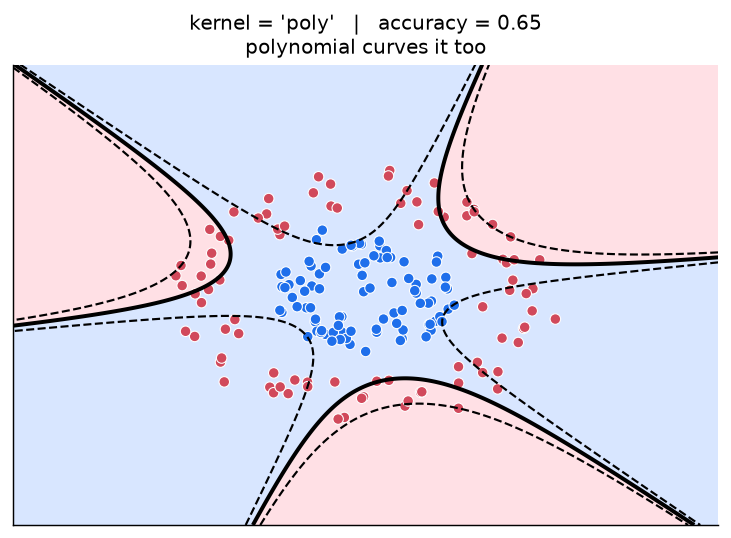 kernel = 'poly'   |   accuracy = 0.65
polynomial curves it too